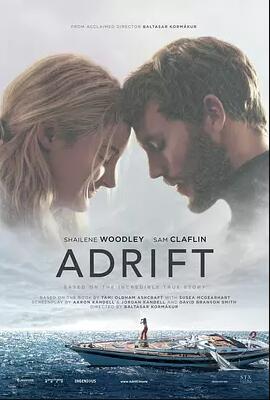 FROM ACCLAIMED DIRECTOR BALTASAR KORMÁKUR
SHAILENE WOODLEY SAM CLAFLIN
ADRIFT
BASED ON THE INCREDIBLE TRUE STORY
BASED ON THE BOOK BY TAMI OLDHAM ASHCRAFT WITH SUSEA MCGEARHART
SCREENPLAY BY AARON KANDELL & JORDAN KANDELL AND DAVID BRANSON SMITH
DIRECTED BY BALTASAR KORMÁKUR
INGENIOUS
STX